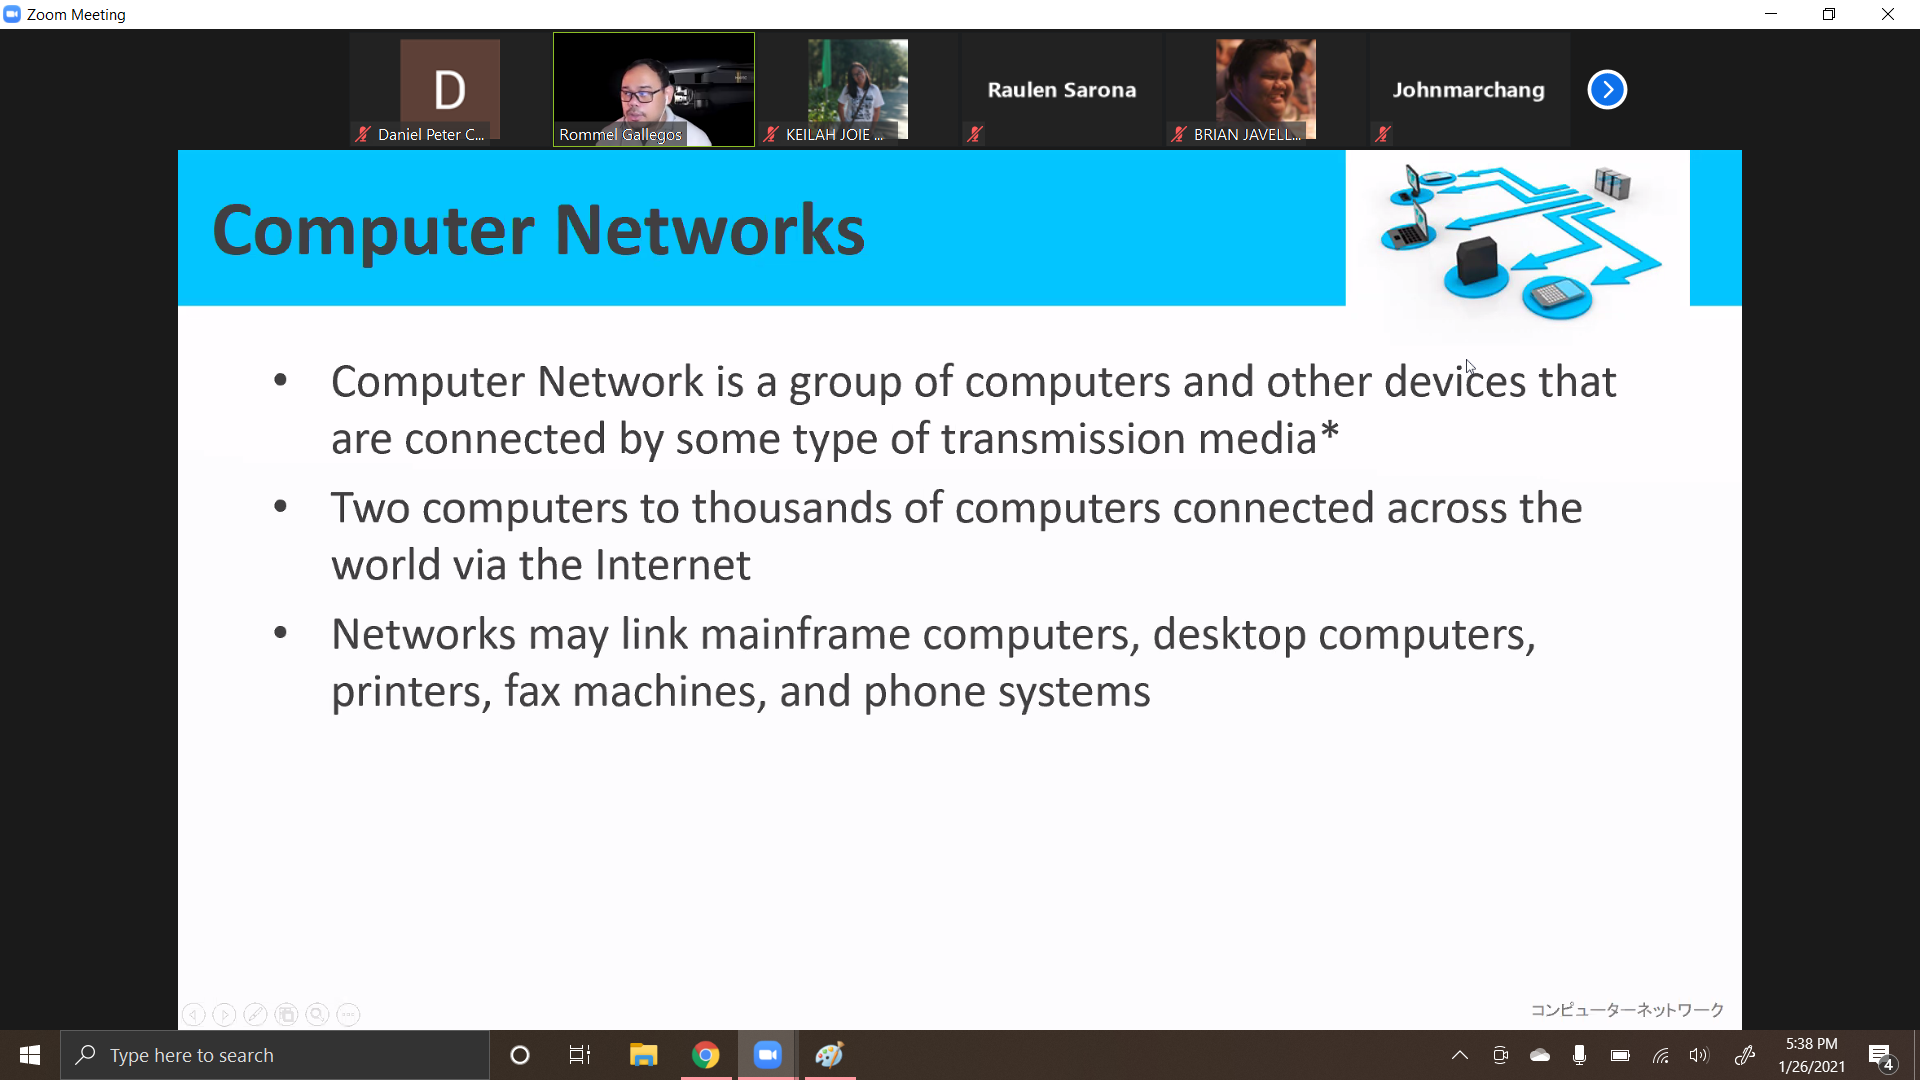 Zoom Meeting
D
Daniel Peter C...
Rommel Gallegos
KEILAH JOIE ...
Raulen Sarona
BRIAN JAVELL...
Johnmarchang
Computer Networks
• Computer Network is a group of computers and other devices that
are connected by some type of transmission media*
• Two computers to thousands of computers connected across the
world via the Internet
• Networks may link mainframe computers, desktop computers,
printers, fax machines, and phone systems
コンピューターネットワーク
Type here to search
5:38 PM
1/26/2021
4